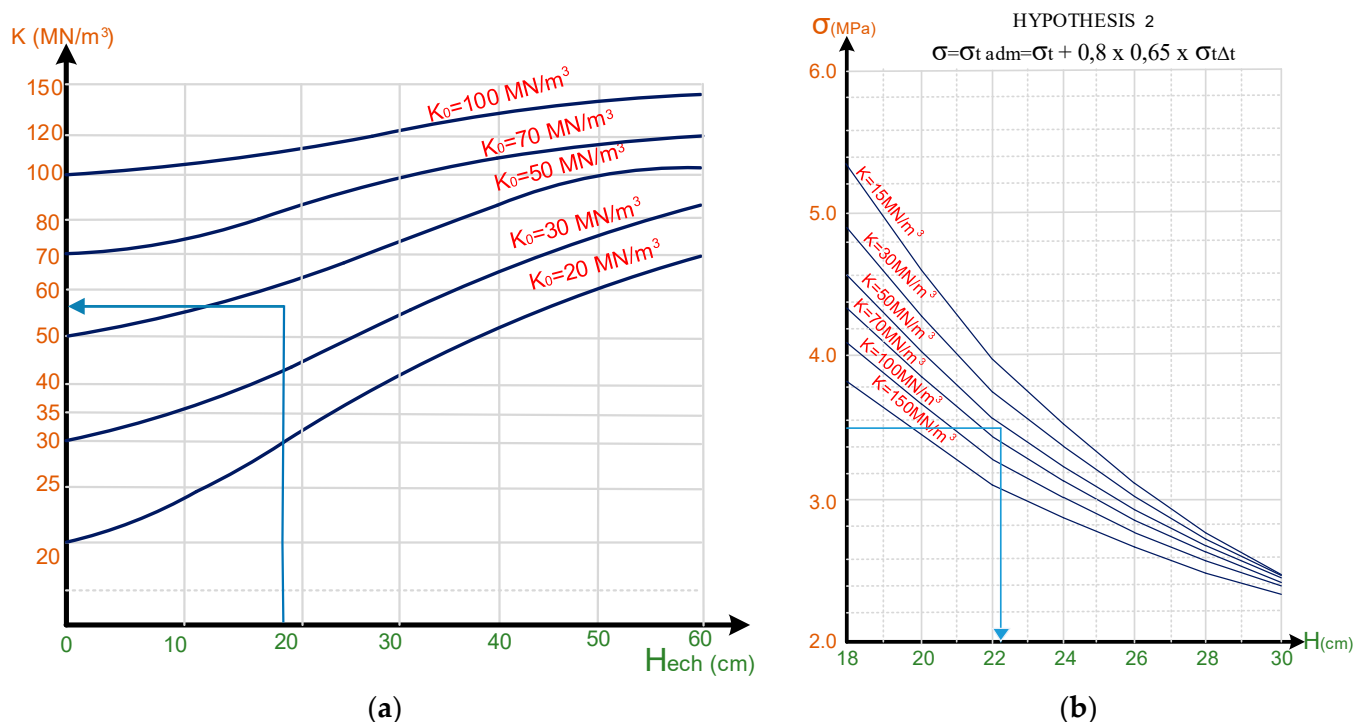 K (MN/m³)
150
120
100
80
70
60
50
40
35
30
25
20
0
10
20
30
40
50
60
Hech (cm)
K₀=100 MN/m³
K₀=70 MN/m³
K₀=50 MN/m³
K₀=30 MN/m³
K₀=20 MN/m³
(a)
HYPOTHESIS 2
σ=σt adm=σt + 0,8 x 0,65 x σtΔt
σ(MPa)
6.0
5.0
4.0
3.0
2.0
18
20
22
24
26
28
30
H(cm)
K=15MN/m³
K=30MN/m³
K=50MN/m³
K=70MN/m³
K=100MN/m³
K=150MN/m³
(b)